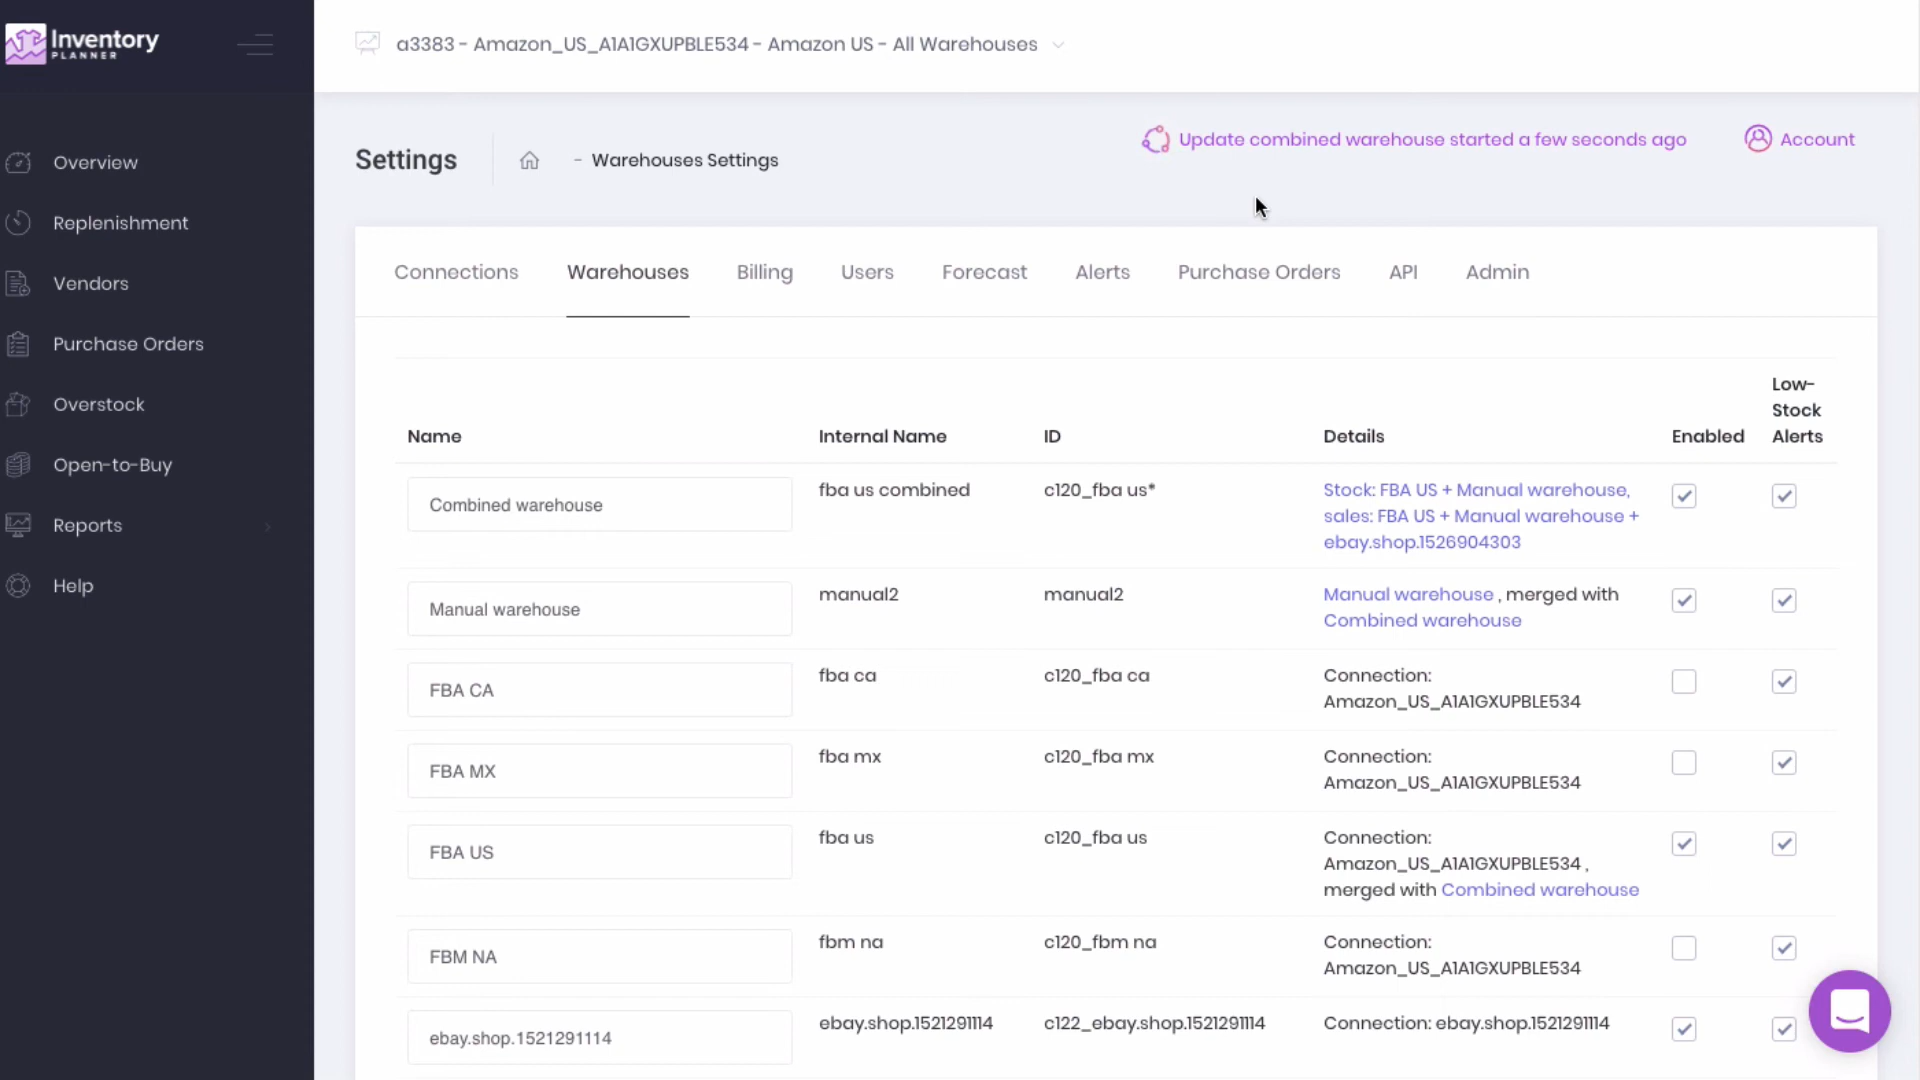 Inventory
PLANNER
a3383 - Amazon_US_A1A1GXUPBLE534 - Amazon US - All Warehouses
Overview
Replenishment
Vendors
Purchase Orders
Overstock
Open-to-Buy
Reports
Help
Settings
- Warehouses Settings
Update combined warehouse started a few seconds ago
Account
Connections
Warehouses
Billing
Users
Forecast
Alerts
Purchase Orders
API
Admin
Name
Internal Name
ID
Details
Enabled
Low-
Stock
Alerts
Combined warehouse
fba us combined
c120_fba us*
Stock: FBA US + Manual warehouse,
sales: FBA US + Manual warehouse +
ebay.shop.1526904303
Manual warehouse
manual2
manual2
Manual warehouse , merged with
Combined warehouse
FBA CA
fba ca
c120_fba ca
Connection:
Amazon_US_A1A1GXUPBLE534
FBA MX
fba mx
c120_fba mx
Connection:
Amazon_US_A1A1GXUPBLE534
FBA US
fba us
c120_fba us
Connection:
Amazon_US_A1A1GXUPBLE534 ,
merged with Combined warehouse
FBM NA
fbm na
c120_fbm na
Connection:
Amazon_US_A1A1GXUPBLE534
ebay.shop.1521291114
ebay.shop.1521291114
c122_ebay.shop.1521291114
Connection: ebay.shop.1521291114